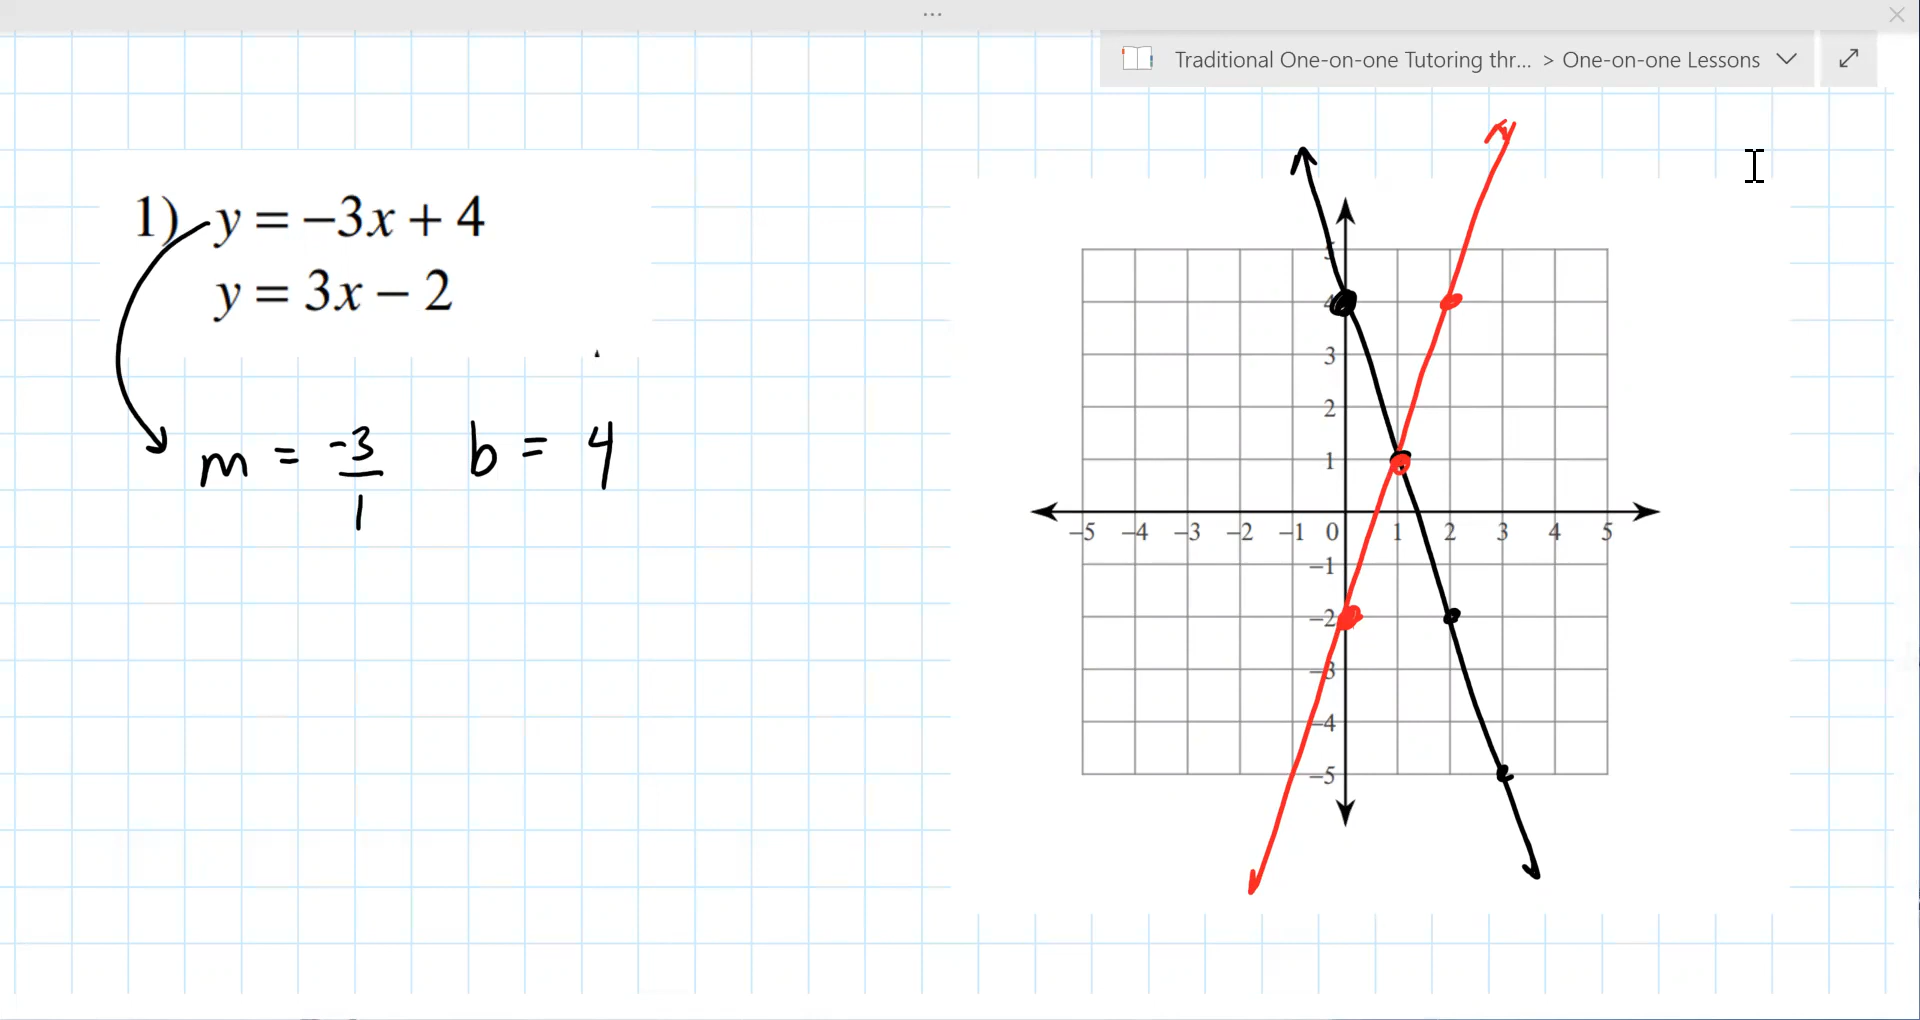 ...
Traditional One-on-one Tutoring thr... > One-on-one Lessons
1) y = −3x + 4
y = 3x − 2
m = -3/1 b = 4
5
4
3
2
1
−5 −4 −3 −2 −1 0 1 2 3 4 5
−1
−2
−3
−4
−5